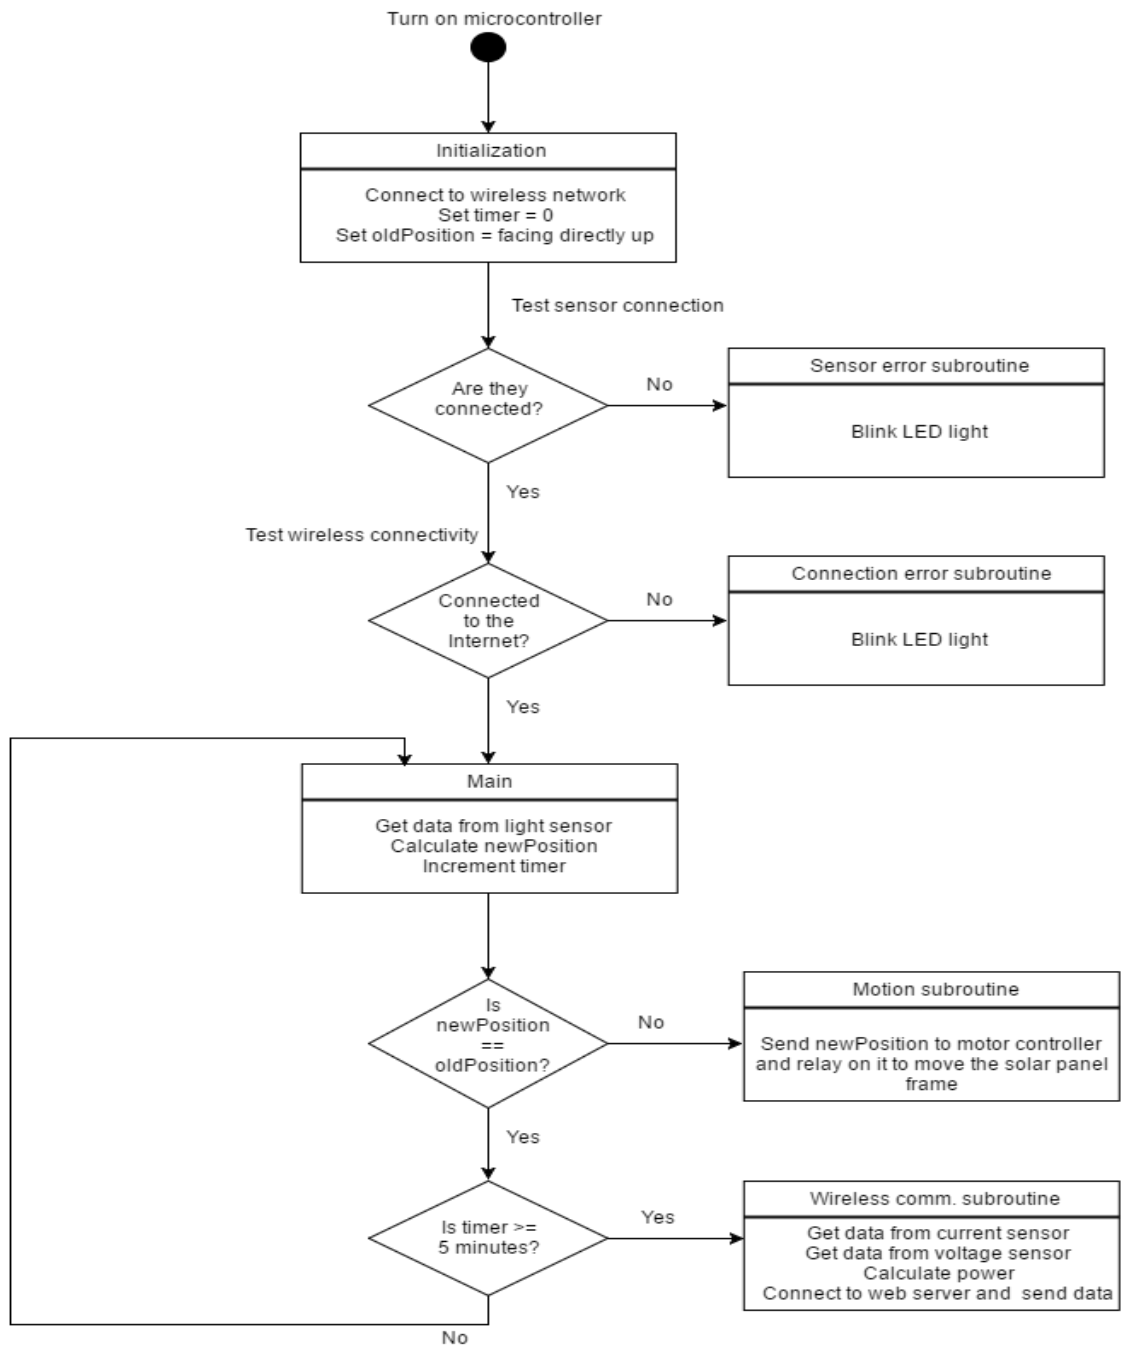 Turn on microcontroller
Initialization
Connect to wireless network
Set timer = 0
Set oldPosition = facing directly up
Test sensor connection
Are they
connected?
No
Sensor error subroutine
Blink LED light
Yes
Test wireless connectivity
Connected
to the
Internet?
No
Connection error subroutine
Blink LED light
Yes
Main
Get data from light sensor
Calculate newPosition
Increment timer
Is
newPosition
==
oldPosition?
No
Motion subroutine
Send newPosition to motor controller
and relay on it to move the solar panel
frame
Yes
Is timer >=
5 minutes?
Yes
Wireless comm. subroutine
Get data from current sensor
Get data from voltage sensor
Calculate power
Connect to web server and send data
No